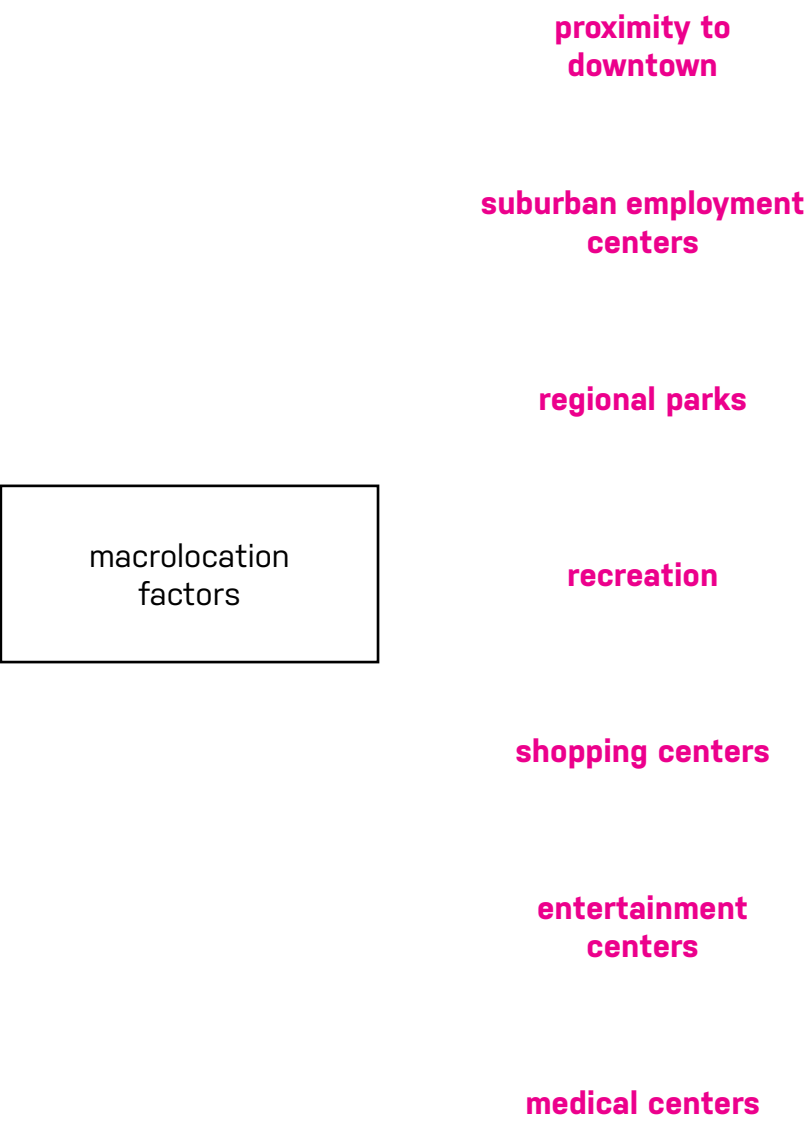 proximity to
downtown
suburban employment
centers
regional parks
macrolocation
factors
recreation
shopping centers
entertainment
centers
medical centers